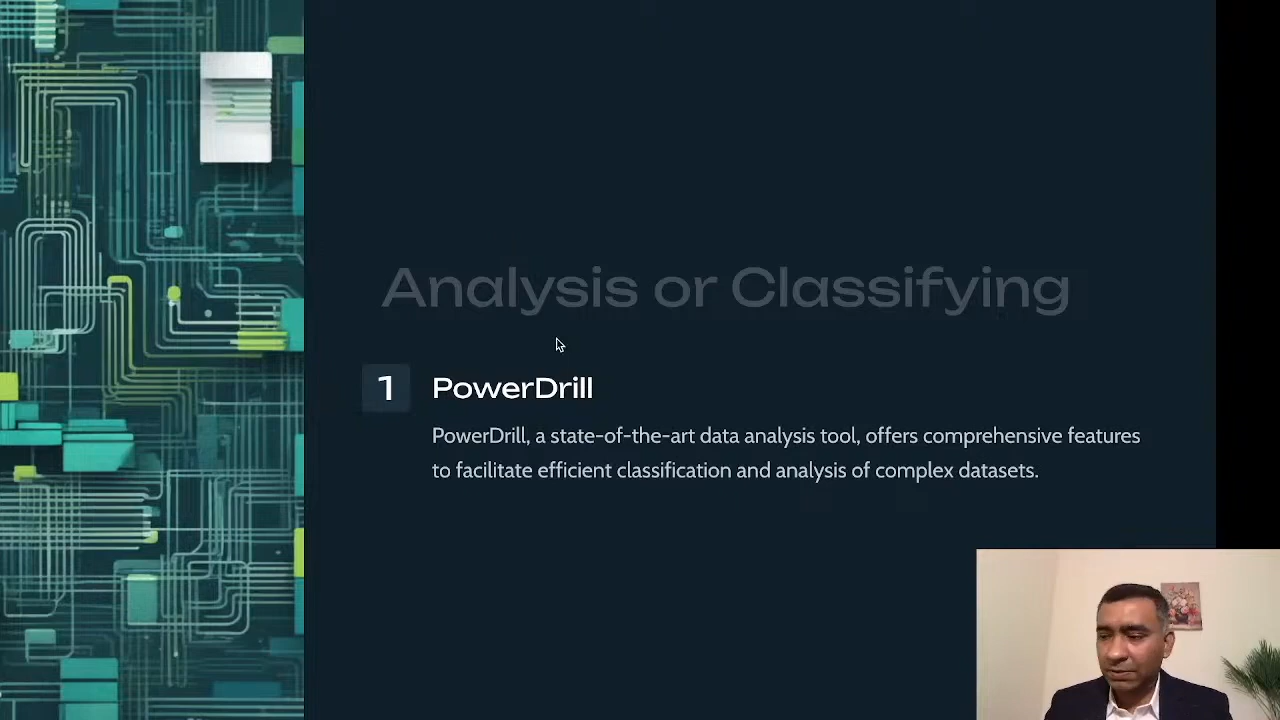 Analysis or Classifying
1 PowerDrill
PowerDrill, a state-of-the-art data analysis tool, offers comprehensive features
to facilitate efficient classification and analysis of complex datasets.